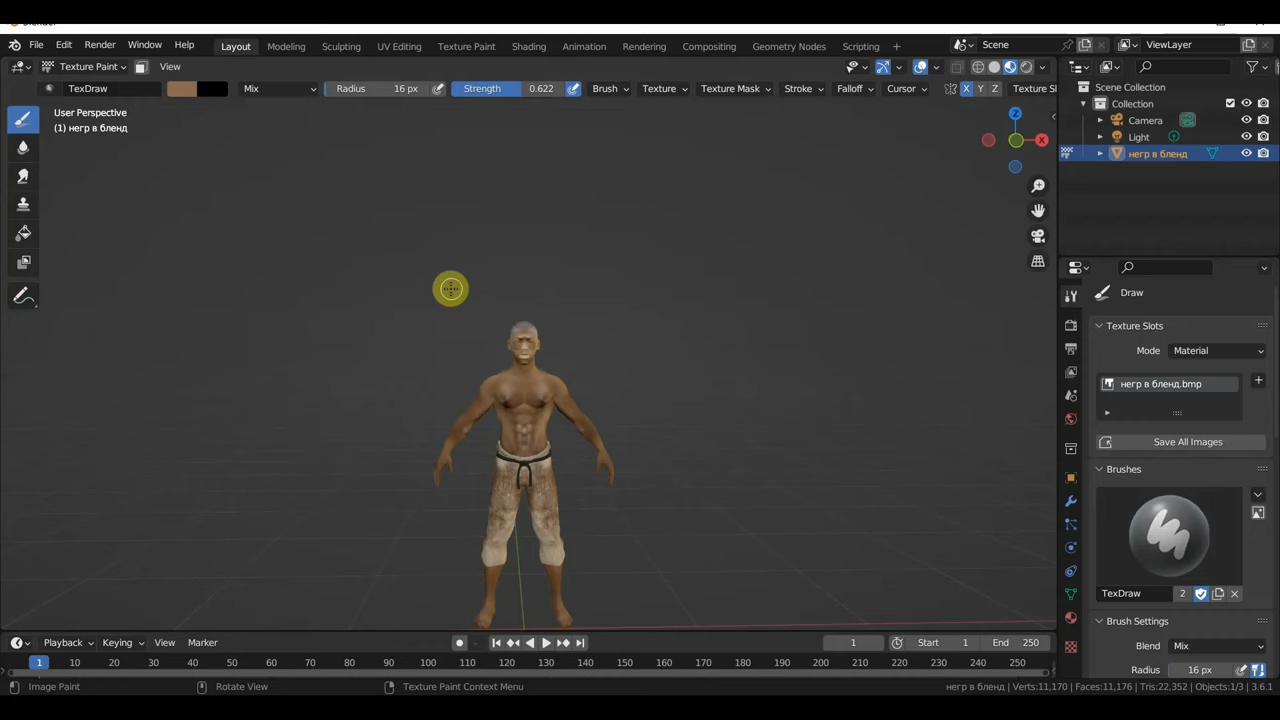 File Edit Render Window Help Layout Modeling Sculpting UV Editing Texture Paint Shading Animation Rendering Compositing Geometry Nodes Scripting + Scene ViewLayer
Texture Paint View
TexDraw Mix Radius 16 px Strength 0.622 Brush Texture Texture Mask Stroke Falloff Cursor X Y Z Texture Sl
User Perspective
(1) негр в бленд
Z
X
Scene Collection
Collection
Camera
Light
негр в бленд
Draw
Texture Slots
Mode Material
негр в бленд.bmp
Save All Images
Brushes
TexDraw 2
Brush Settings
Blend Mix
Radius 16 px
Playback Keying View Marker 1 Start 1 End 250
1 10 20 30 40 50 60 70 80 90 100 110 120 130 140 150 160 170 180 190 200 210 220 230 240 250
Image Paint Rotate View Texture Paint Context Menu негр в бленд | Verts:11,170 | Faces:11,176 | Tris:22,352 | Objects:1/3 | 3.6.1